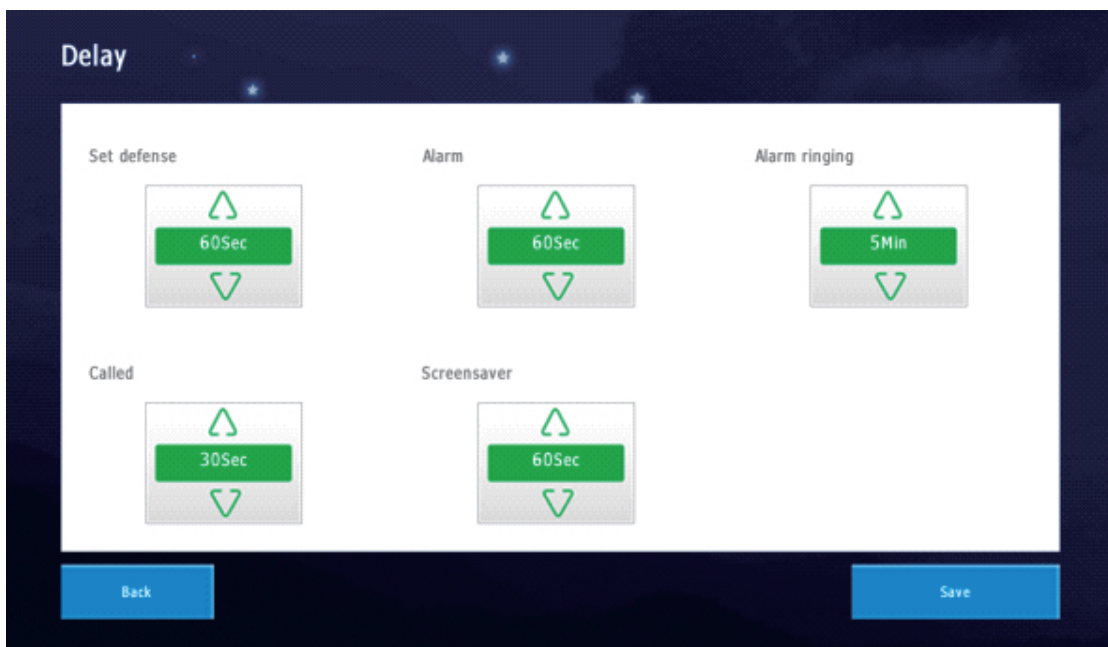 Delay
Set defense
Alarm
Alarm ringing
60Sec
60Sec
5Min
Called
Screensaver
30Sec
60Sec
Back
Save